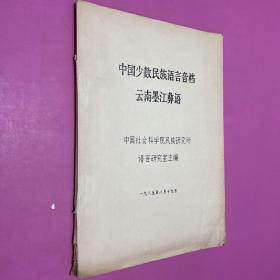 中国少数民族语言音档
云南墨江彝语
中国社会科学院民族研究所
语言研究室主编
一九八五年八月十九日